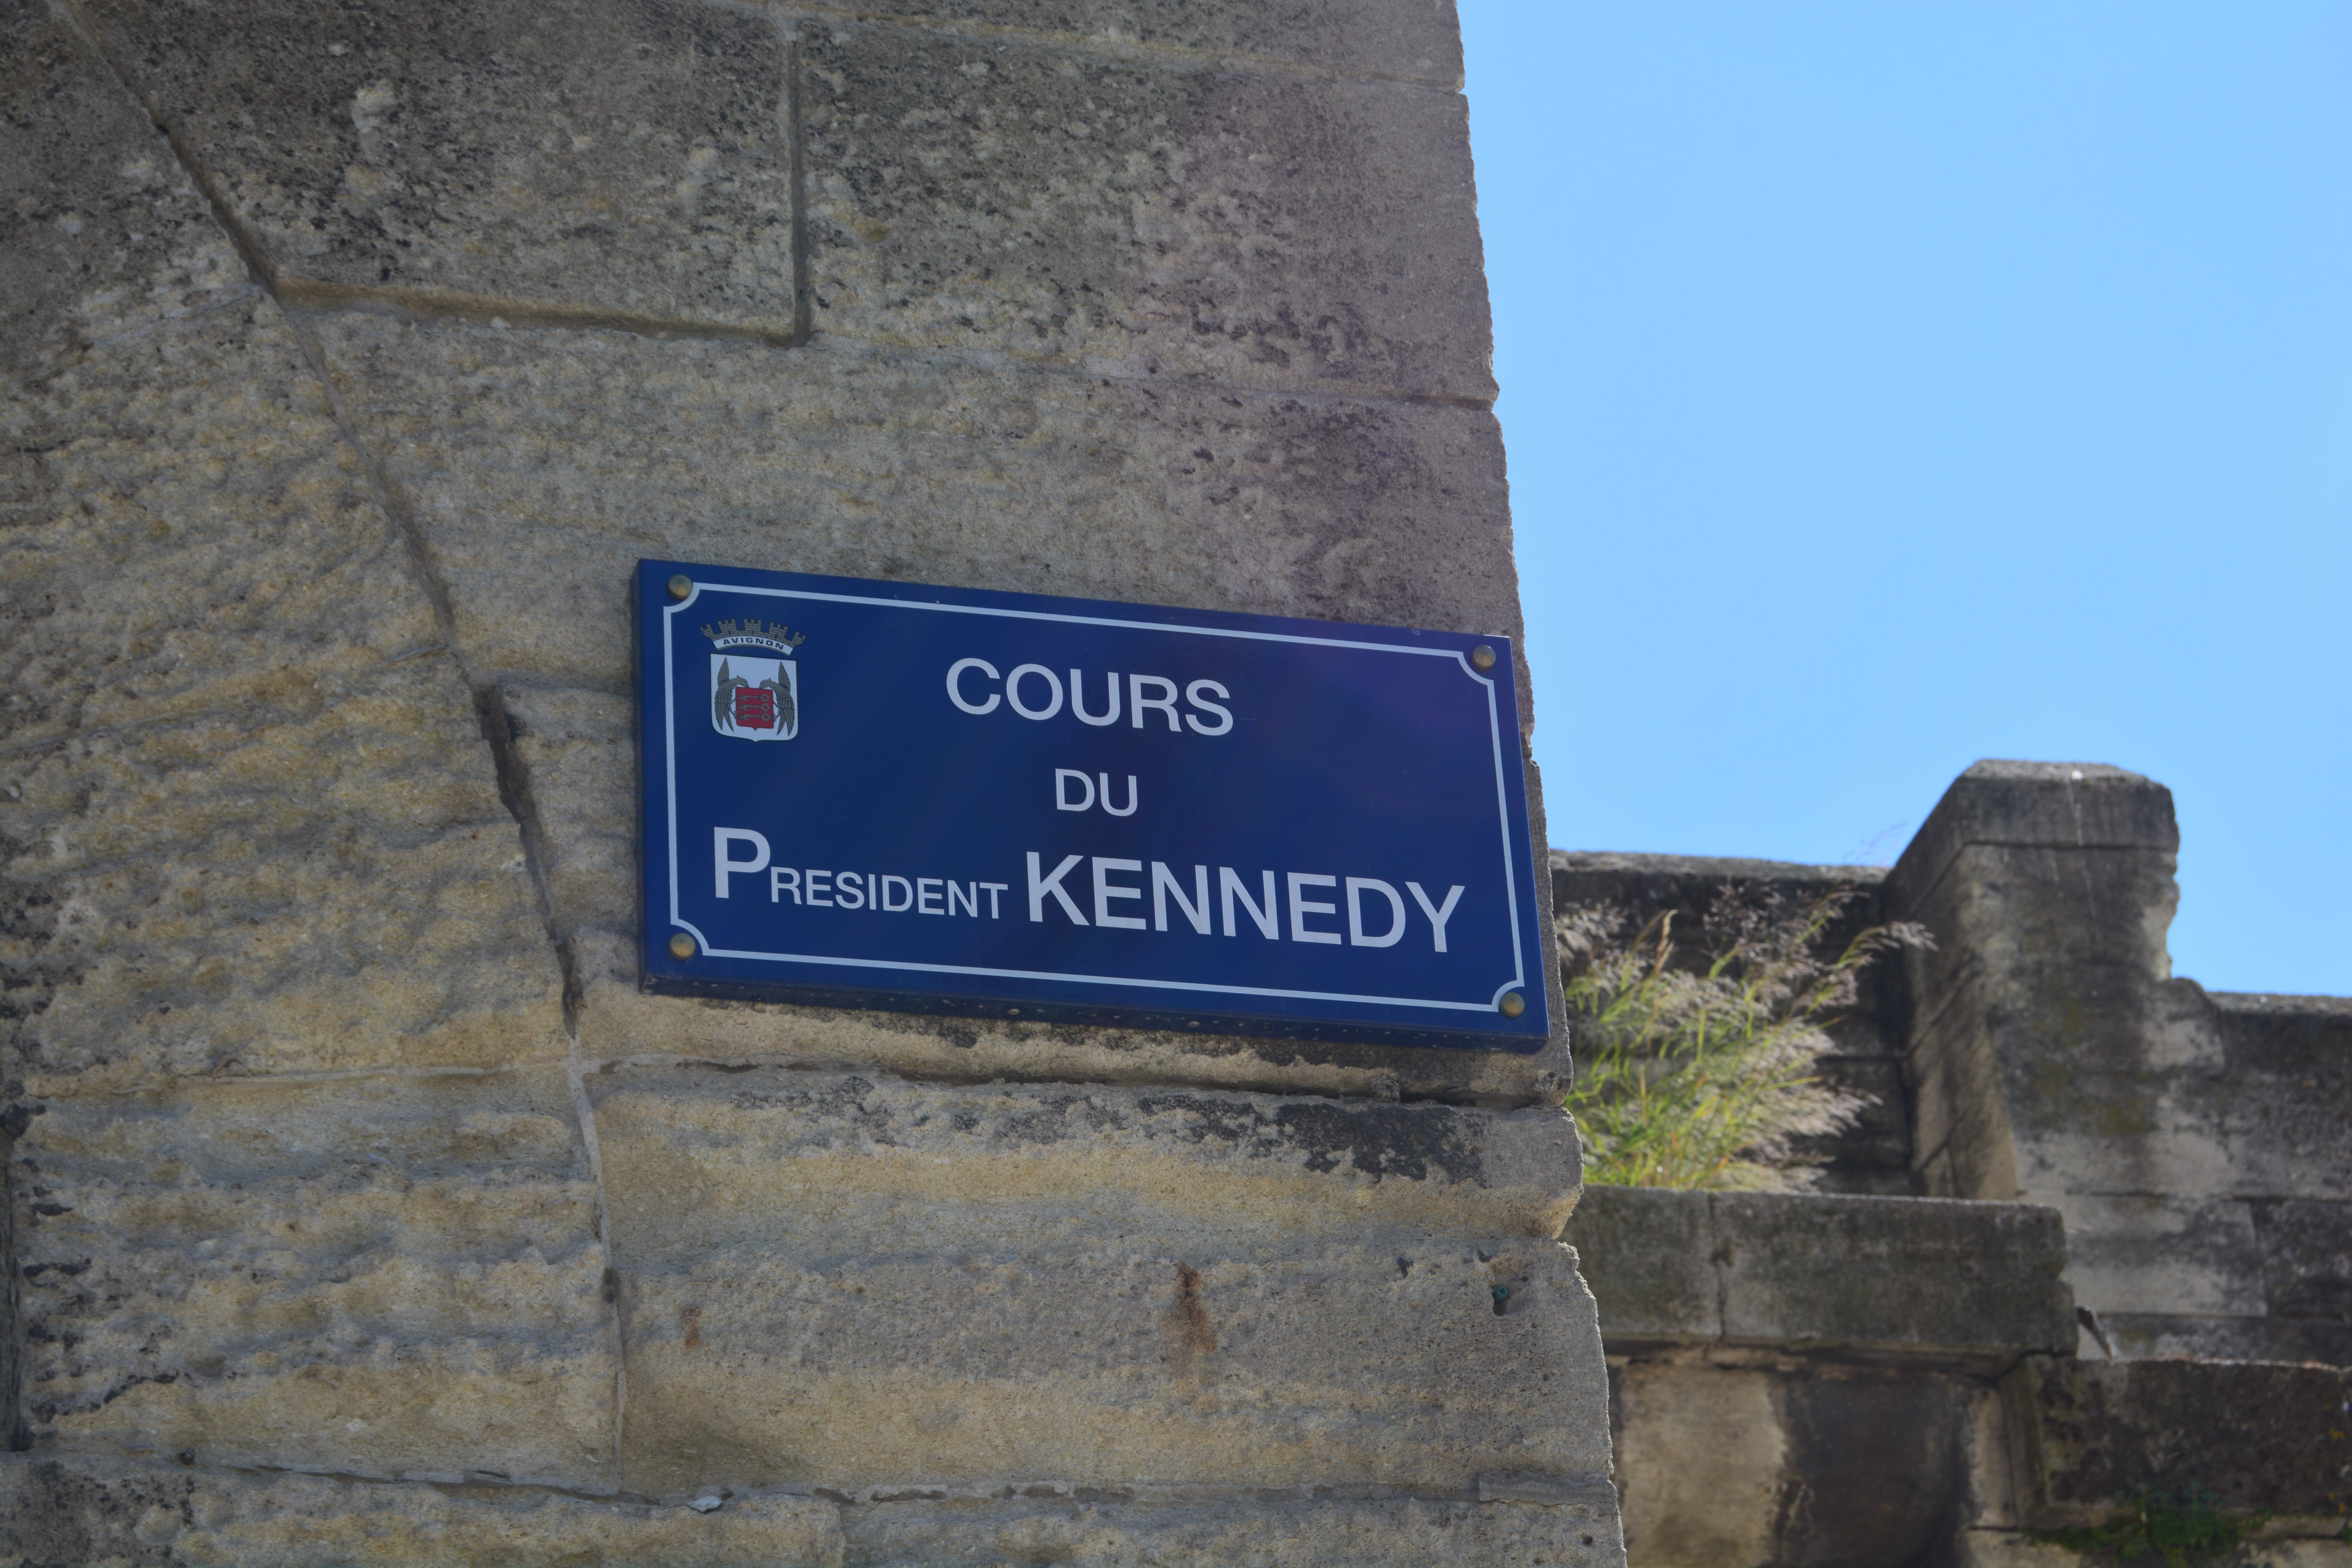 AVIGNON
COURS
DU
PRESIDENT KENNEDY